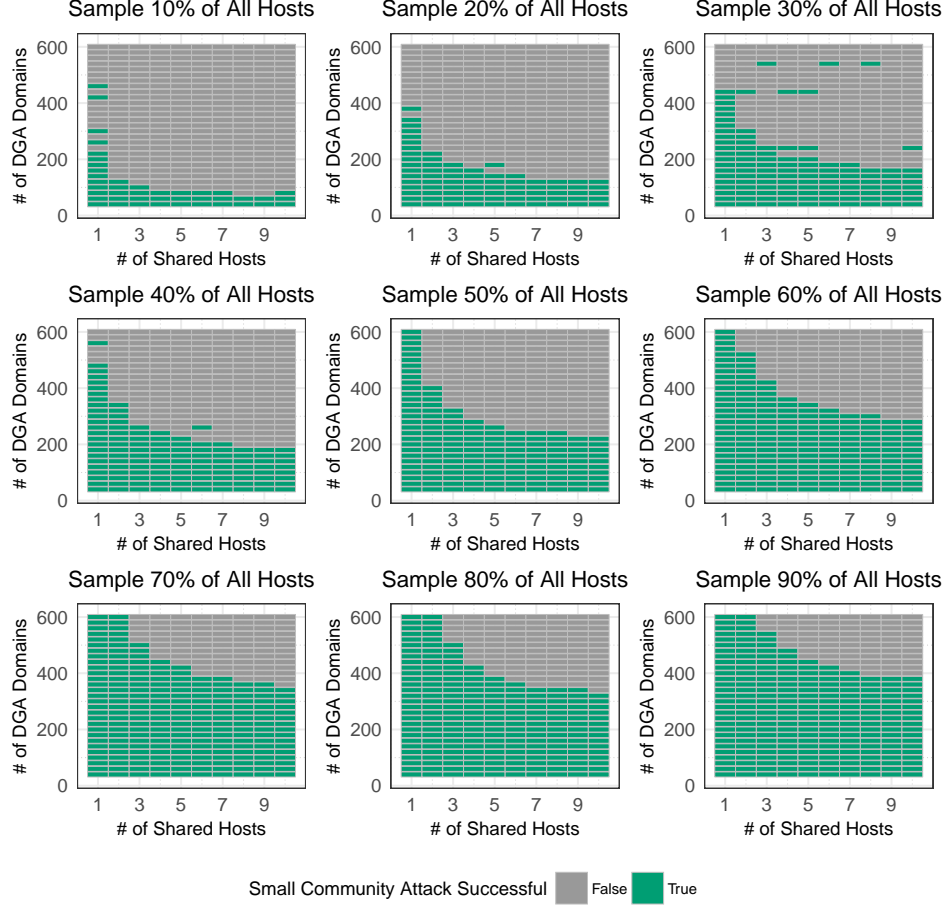 Sample 10% of All Hosts
Sample 20% of All Hosts
Sample 30% of All Hosts
# of DGA Domains
600
400
200
0
1 3 5 7 9
# of Shared Hosts
# of DGA Domains
600
400
200
0
1 3 5 7 9
# of Shared Hosts
# of DGA Domains
600
400
200
0
1 3 5 7 9
# of Shared Hosts
Sample 40% of All Hosts
Sample 50% of All Hosts
Sample 60% of All Hosts
# of DGA Domains
600
400
200
0
1 3 5 7 9
# of Shared Hosts
# of DGA Domains
600
400
200
0
1 3 5 7 9
# of Shared Hosts
# of DGA Domains
600
400
200
0
1 3 5 7 9
# of Shared Hosts
Sample 70% of All Hosts
Sample 80% of All Hosts
Sample 90% of All Hosts
# of DGA Domains
600
400
200
0
1 3 5 7 9
# of Shared Hosts
# of DGA Domains
600
400
200
0
1 3 5 7 9
# of Shared Hosts
# of DGA Domains
600
400
200
0
1 3 5 7 9
# of Shared Hosts
Small Community Attack Successful False True